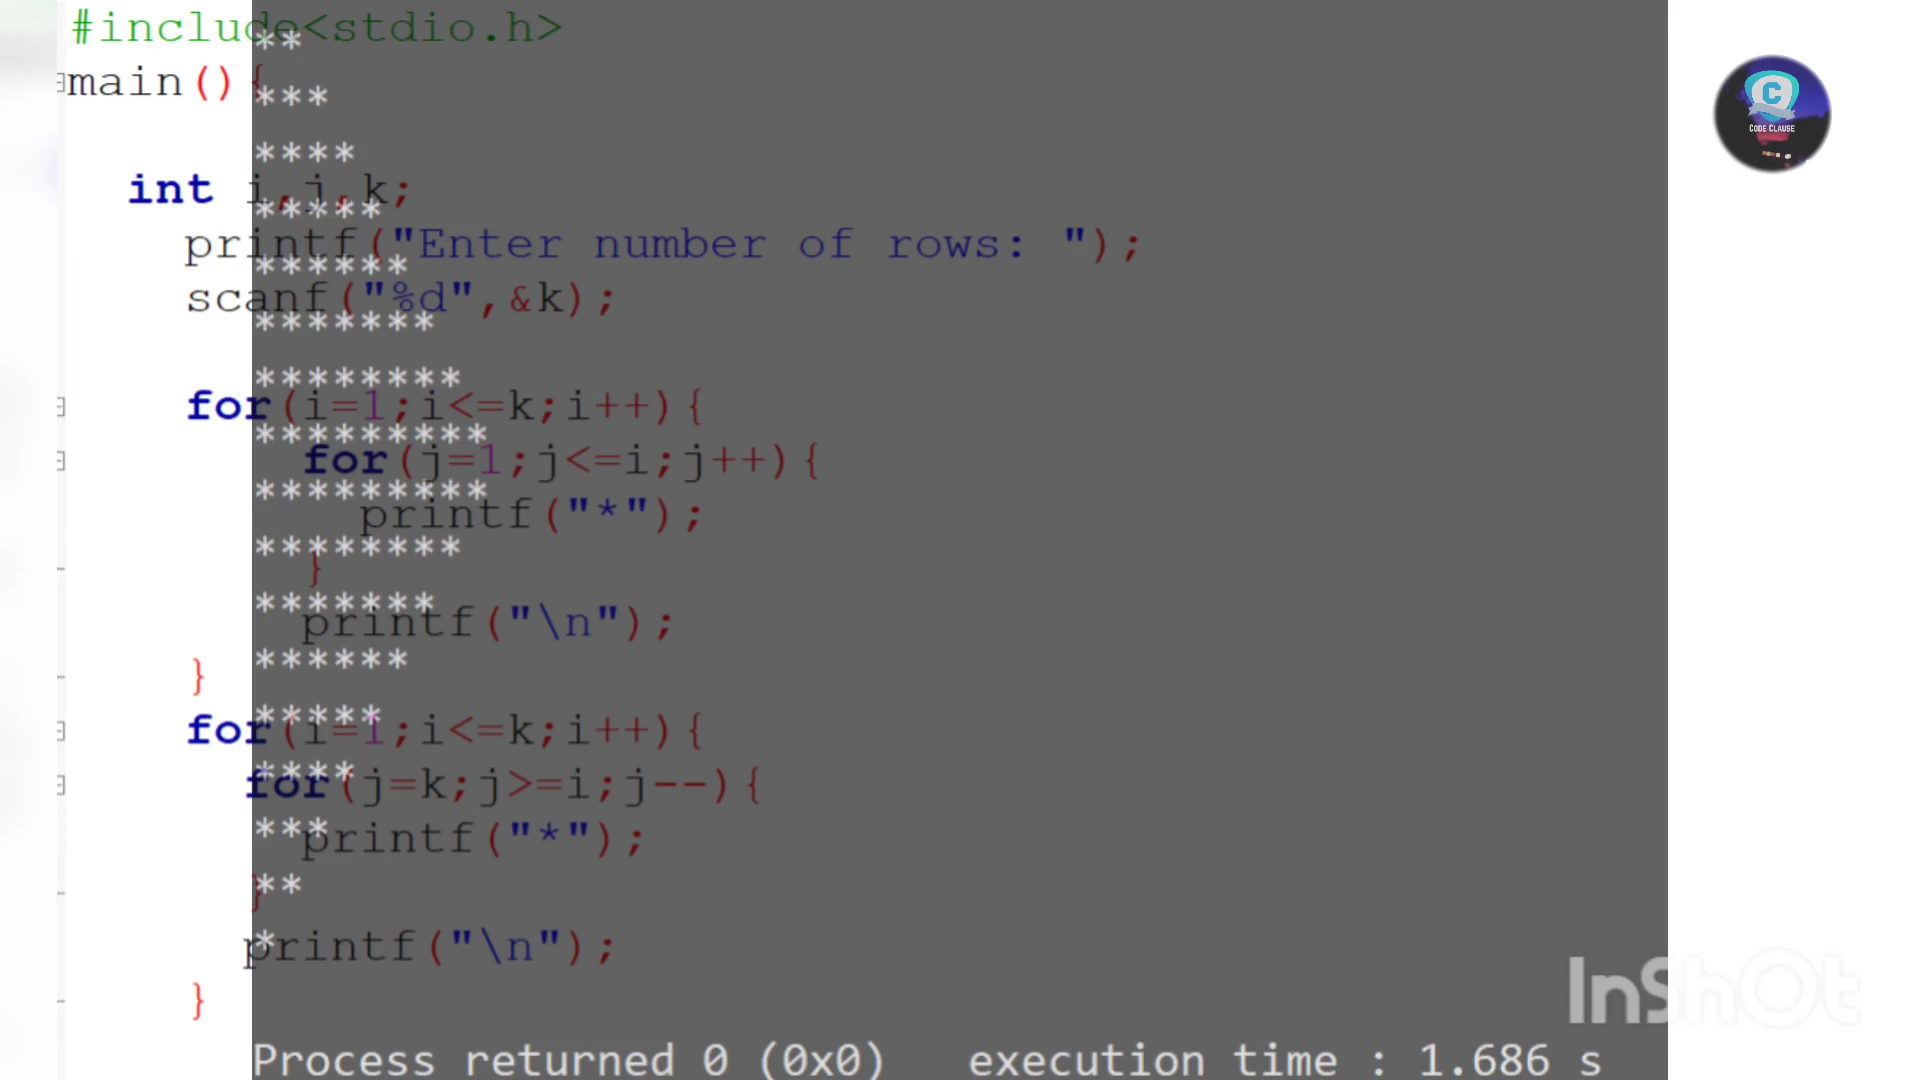 #include<stdio.h>
main(){
int i,j,k;
printf("Enter number of rows: ");
scanf("%d",&k);
for(i=1;i<=k;i++){
for(j=1;j<=i;j++){
printf("*");
}
printf("\n");
}
for(i=1;i<=k;i++){
for(j=k;j>=i;j--){
printf("*");
}
printf("\n");
}
**
***
****
*****
******
*******
********
*********
*********
********
*******
******
*****
****
***
**
*
Process returned 0 (0x0) execution time : 1.686 s
C
CODE CLAUSE
InShOt